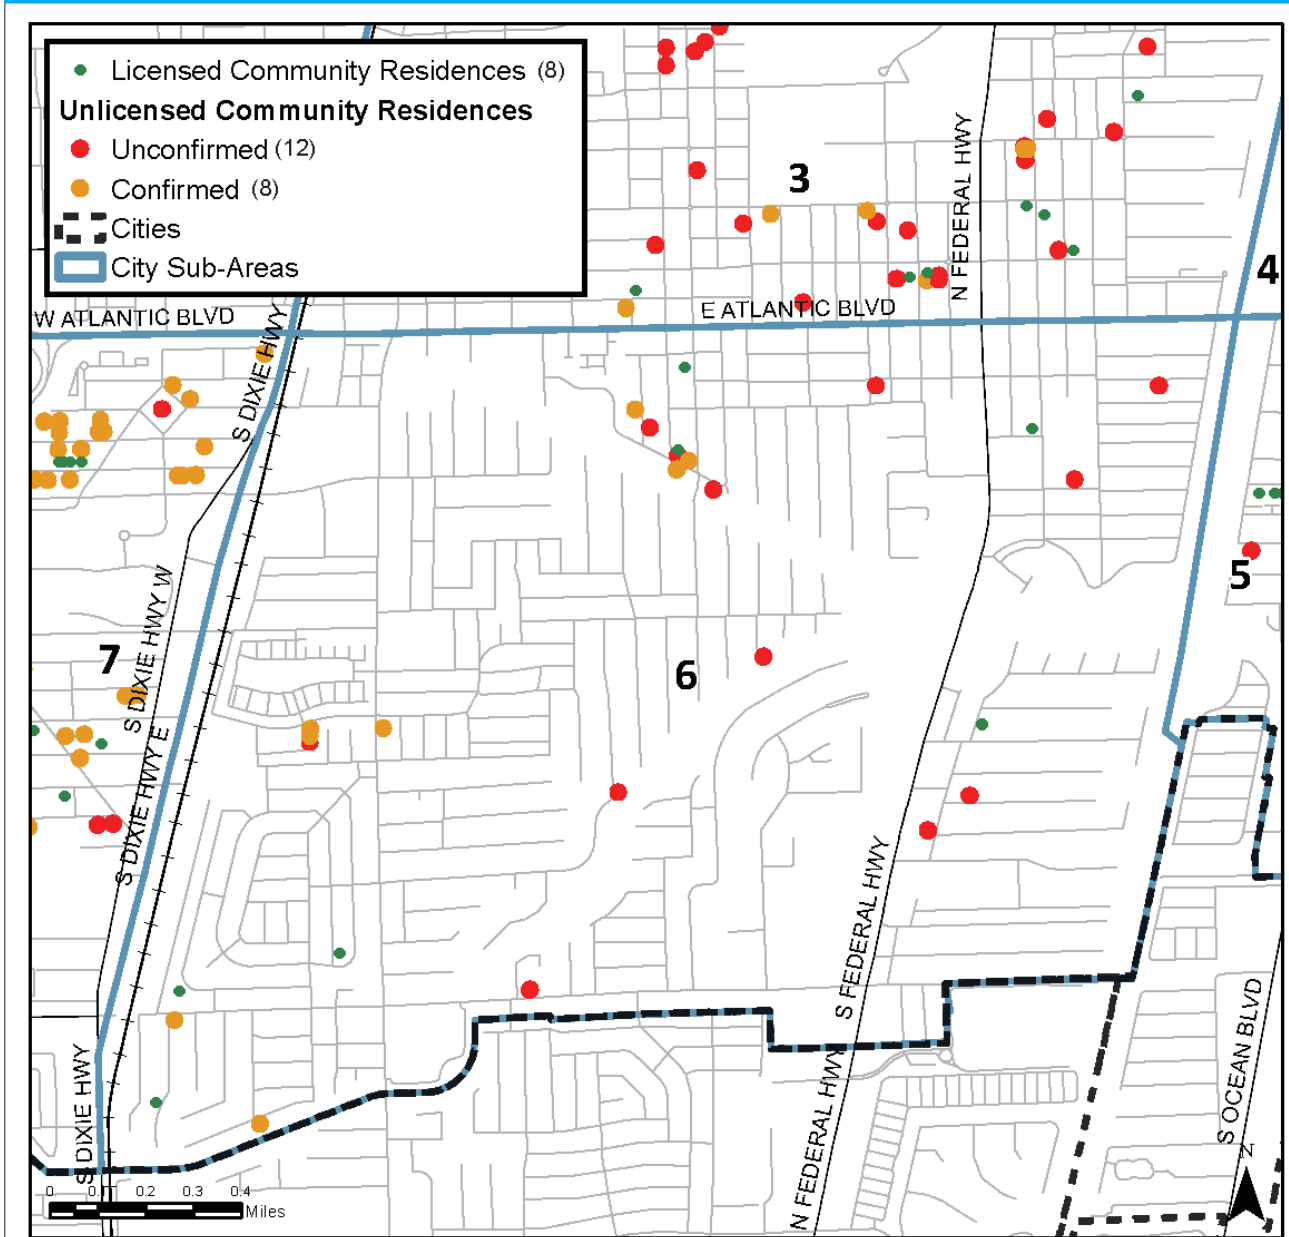 Licensed Community Residences (8)
Unlicensed Community Residences
Unconfirmed (12)
Confirmed (8)
Cities
City Sub-Areas
3
N FEDERAL HWY
4
W ATLANTIC BLVD
E ATLANTIC BLVD
S DIXIE HWY
5
S DIXIE HWY W
7
6
S DIXIE HWY E
S FEDERAL HWY
S OCEAN BLVD
S DIXIE HWY
N FEDERAL HWY
N
0 0.1 0.2 0.3 0.4
Miles